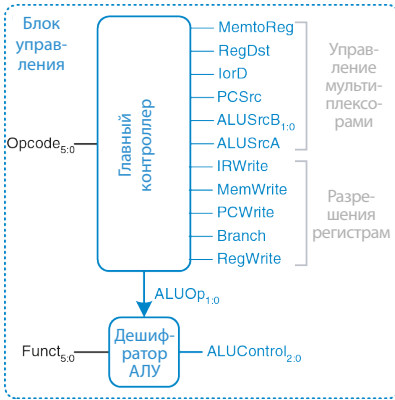 Блок
управ-
ления
Opcode5:0
Главный
контроллер
MemtoReg
RegDst
IorD
PCSrc
ALUSrcB1:0
ALUSrcA
IRWrite
MemWrite
PCWrite
Branch
RegWrite
Управ-
ление
мульти-
плексо-
рами
Разре-
шения
регистрам
ALUOp1:0
Funct5:0
Дешиф-
ратор
АЛУ
ALUControl2:0